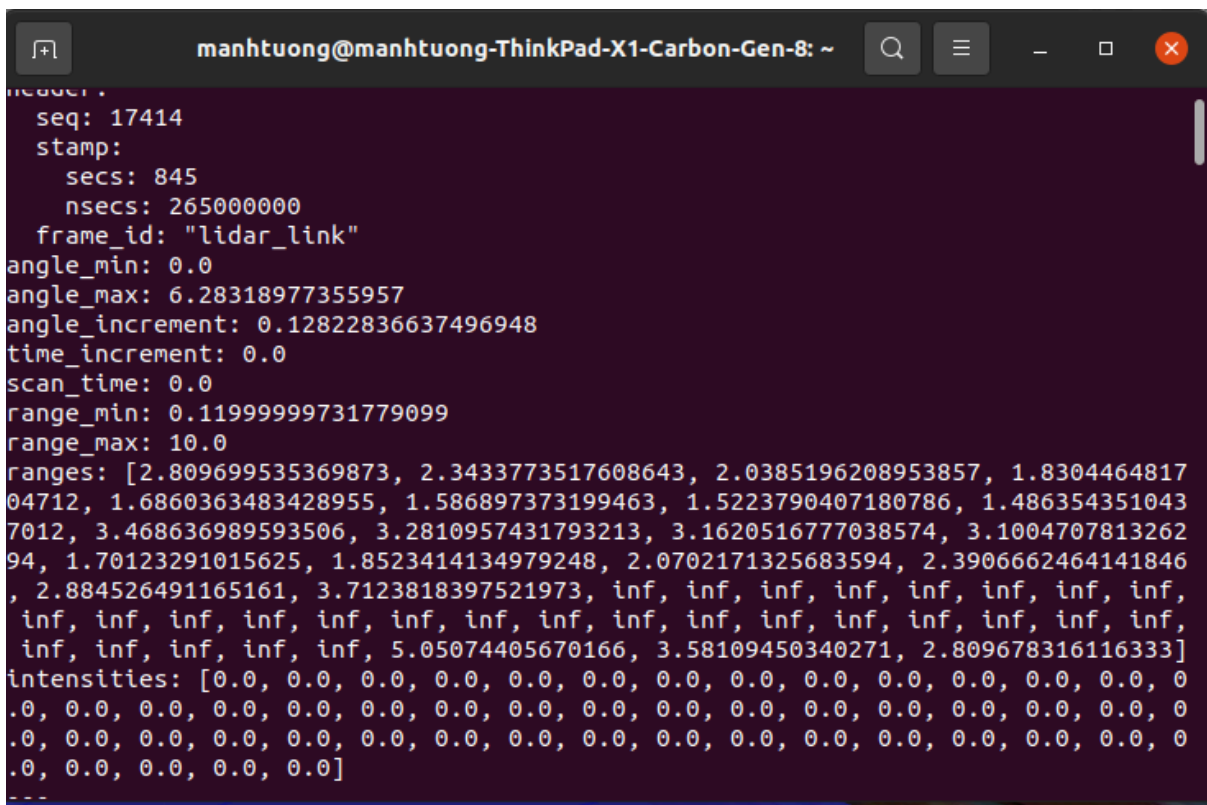 manhtuong@manhtuong-ThinkPad-X1-Carbon-Gen-8: ~
header:
  seq: 17414
  stamp:
    secs: 845
    nsecs: 265000000
  frame_id: "lidar_link"
angle_min: 0.0
angle_max: 6.28318977355957
angle_increment: 0.12822836637496948
time_increment: 0.0
scan_time: 0.0
range_min: 0.11999999731779099
range_max: 10.0
ranges: [2.809699535369873, 2.3433773517608643, 2.0385196208953857, 1.8304464817
04712, 1.6860363483428955, 1.586897373199463, 1.5223790407180786, 1.486354351043
7012, 3.468636989593506, 3.2810957431793213, 3.1620516777038574, 3.1004707813262
94, 1.70123291015625, 1.8523414134979248, 2.0702171325683594, 2.3906662464141846
, 2.884526491165161, 3.7123818397521973, inf, inf, inf, inf, inf, inf, inf, inf,
 inf, inf, inf, inf, inf, inf, inf, inf, inf, inf, inf, inf, inf, inf, inf, inf,
 inf, inf, inf, inf, inf, 5.05074405670166, 3.58109450340271, 2.809678316116333]
intensities: [0.0, 0.0, 0.0, 0.0, 0.0, 0.0, 0.0, 0.0, 0.0, 0.0, 0.0, 0.0, 0.0, 0
.0, 0.0, 0.0, 0.0, 0.0, 0.0, 0.0, 0.0, 0.0, 0.0, 0.0, 0.0, 0.0, 0.0, 0.0, 0.0, 0
.0, 0.0, 0.0, 0.0, 0.0, 0.0, 0.0, 0.0, 0.0, 0.0, 0.0, 0.0, 0.0, 0.0, 0.0, 0.0, 0
.0, 0.0, 0.0, 0.0, 0.0]
---